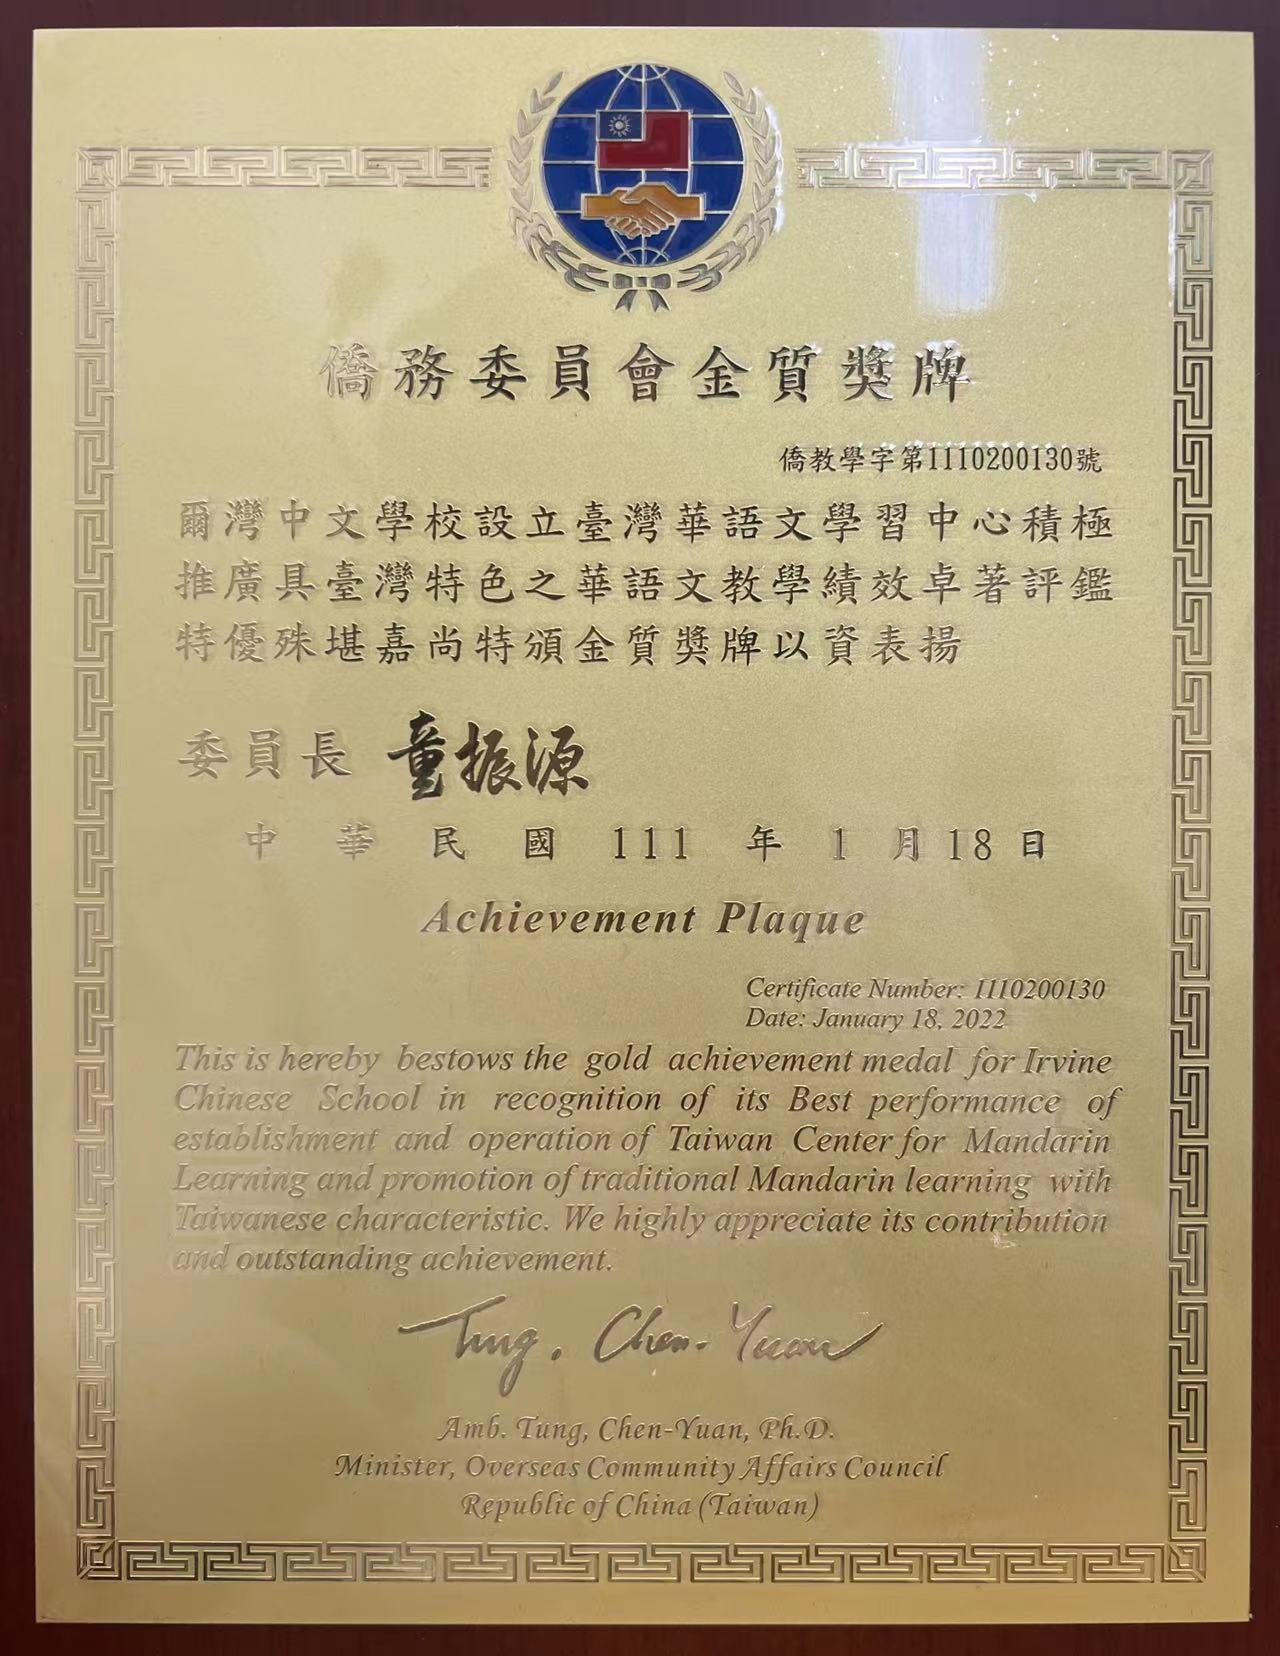 僑務委員會金質獎牌
僑教學字第1110200130號
爾灣中文學校設立臺灣華語文學習中心積極
推廣具臺灣特色之華語文教學績效卓著評鑑
特優殊堪嘉尚特頒金質獎牌以資表揚
委員長 童振源
中華民國 111 年 1 月 18 日
Achievement Plaque
Certificate Number: 1110200130
Date: January 18, 2022
This is hereby bestows the gold achievement medal for Irvine
Chinese School in recognition of its Best performance of
establishment and operation of Taiwan Center for Mandarin
Learning and promotion of traditional Mandarin learning with
Taiwanese characteristic. We highly appreciate its contribution
and outstanding achievement.
Tung, Chen-Yuan
Amb. Tung, Chen-Yuan, Ph.D.
Minister, Overseas Community Affairs Council
Republic of China (Taiwan)